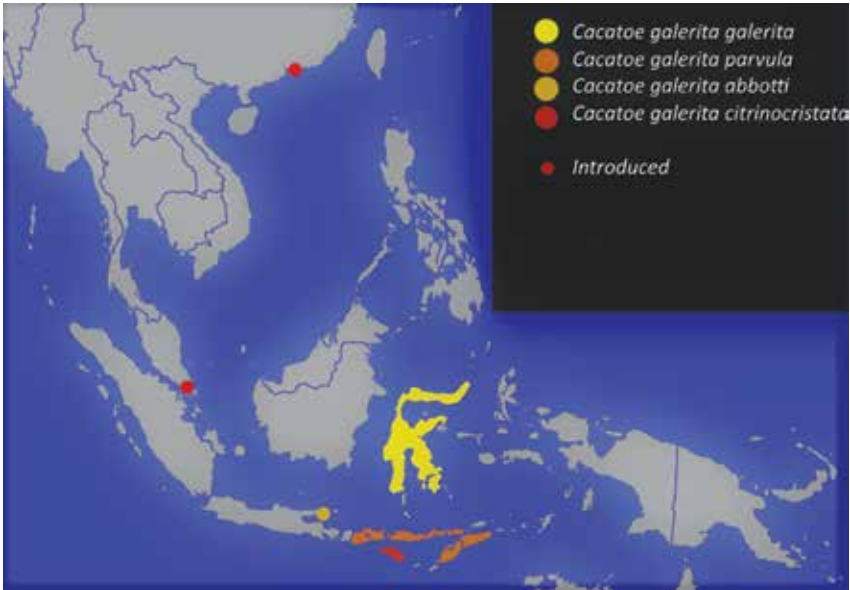 Cacatoe galerita galerita
Cacatoe galerita parvula
Cacatoe galerita abbotti
Cacatoe galerita citrinocristata
Introduced